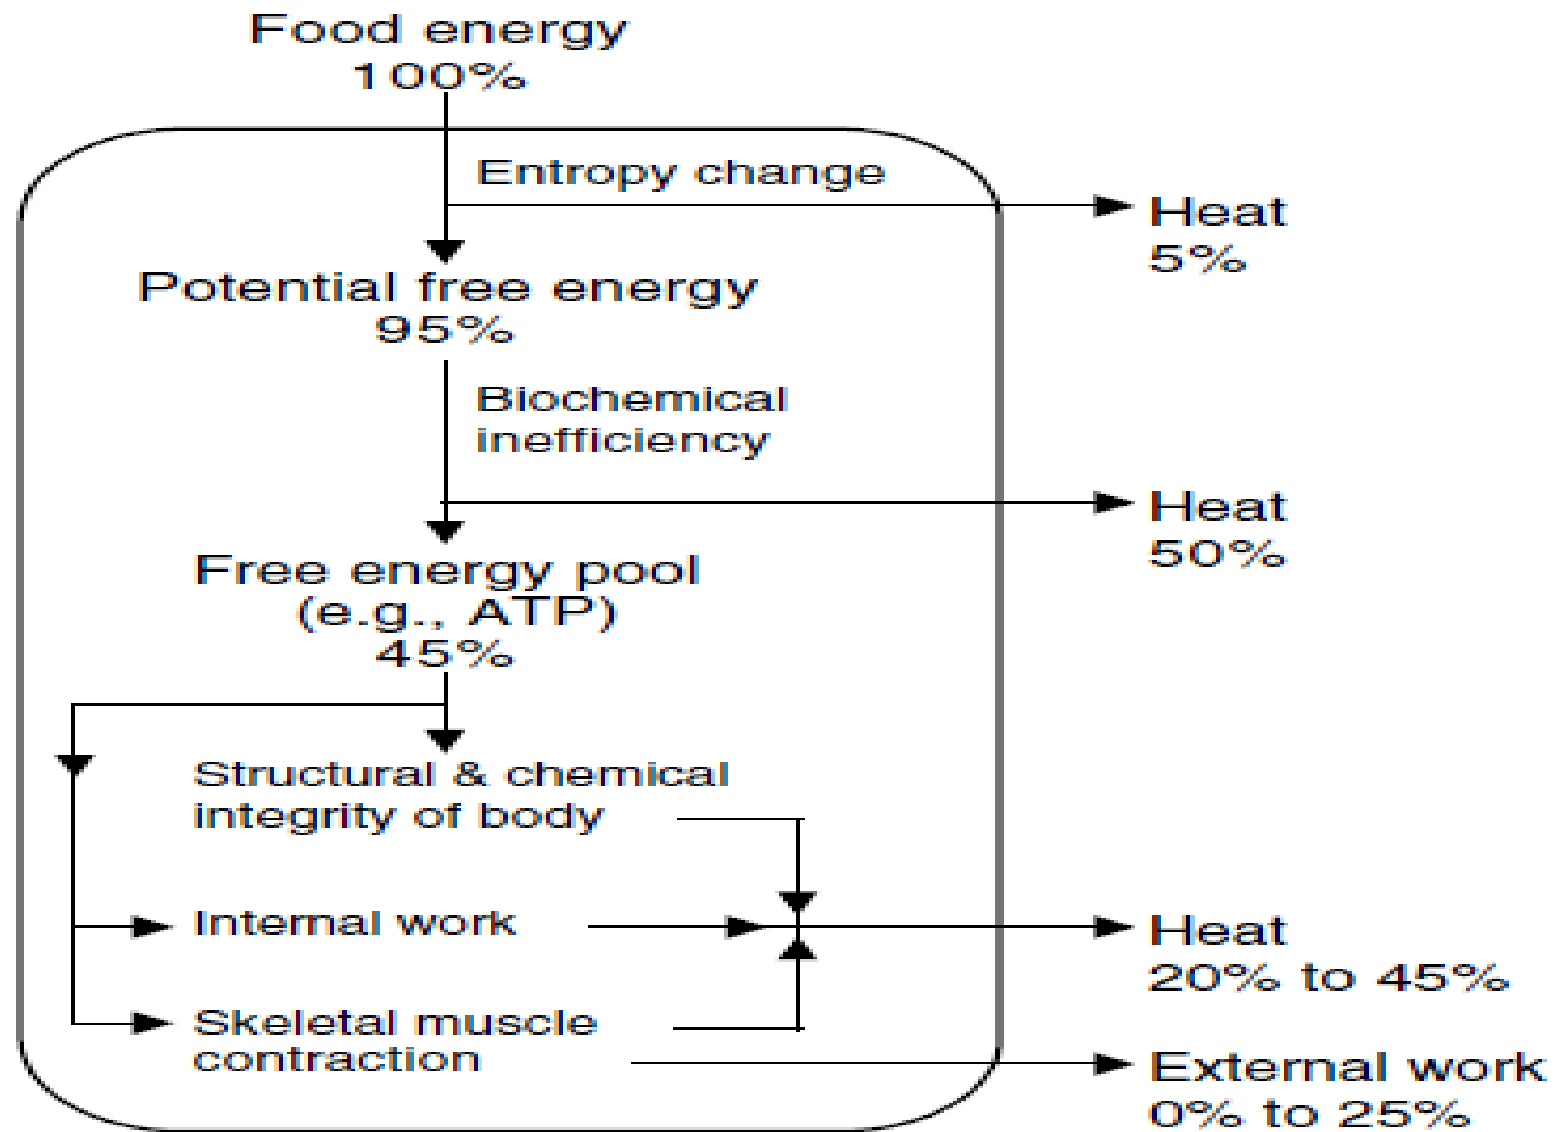 Food energy
100%
Entropy change
Heat
5%
Potential free energy
95%
Biochemical
inefficiency
Heat
50%
Free energy pool
(e.g., ATP)
45%
Structural & chemical
integrity of body
Internal work
Heat
20% to 45%
Skeletal muscle
contraction
External work
0% to 25%